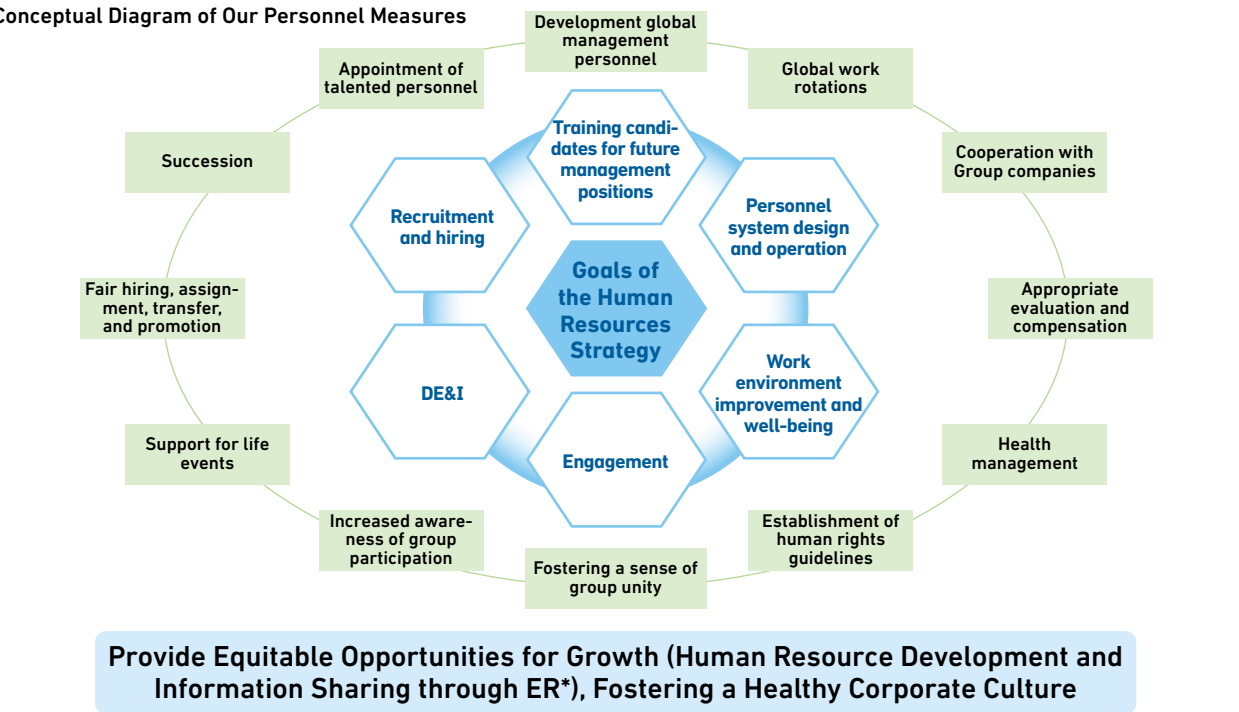 Conceptual Diagram of Our Personnel Measures
Development global
management
personnel
Appointment of
talented personnel
Global work
rotations
Succession
Cooperation with
Group companies
Training candi-
dates for future
management
positions
Recruitment
and hiring
Personnel
system design
and operation
Goals of
the Human
Resources
Strategy
Fair hiring, assign-
ment, transfer,
and promotion
Appropriate
evaluation and
compensation
DE&I
Work
environment
improvement and
well-being
Engagement
Support for life
events
Health
management
Increased aware-
ness of group
participation
Establishment of
human rights
guidelines
Fostering a sense of
group unity
Provide Equitable Opportunities for Growth (Human Resource Development and
Information Sharing through ER*), Fostering a Healthy Corporate Culture